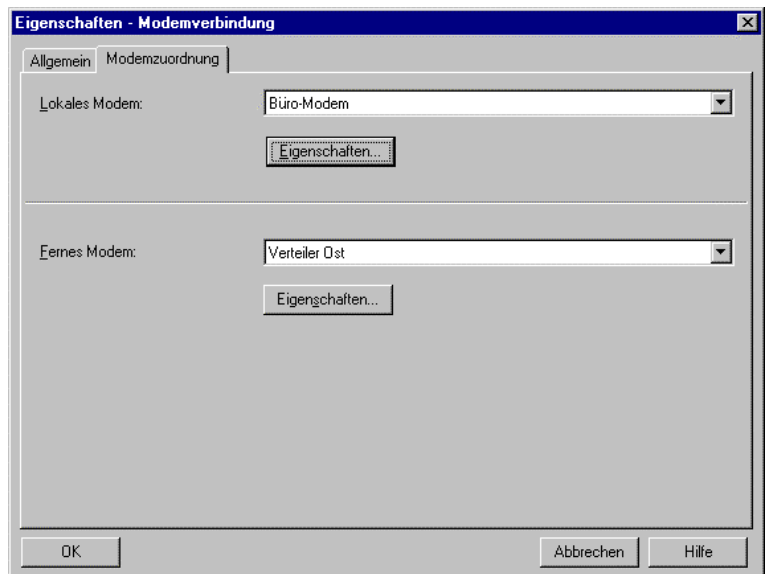 Eigenschaften - Modemverbindung
Allgemein Modemzuordnung
Lokales Modem: Büro-Modem
Eigenschaften...
Fernes Modem: Verteiler Ost
Eigenschaften...
OK Abbrechen Hilfe